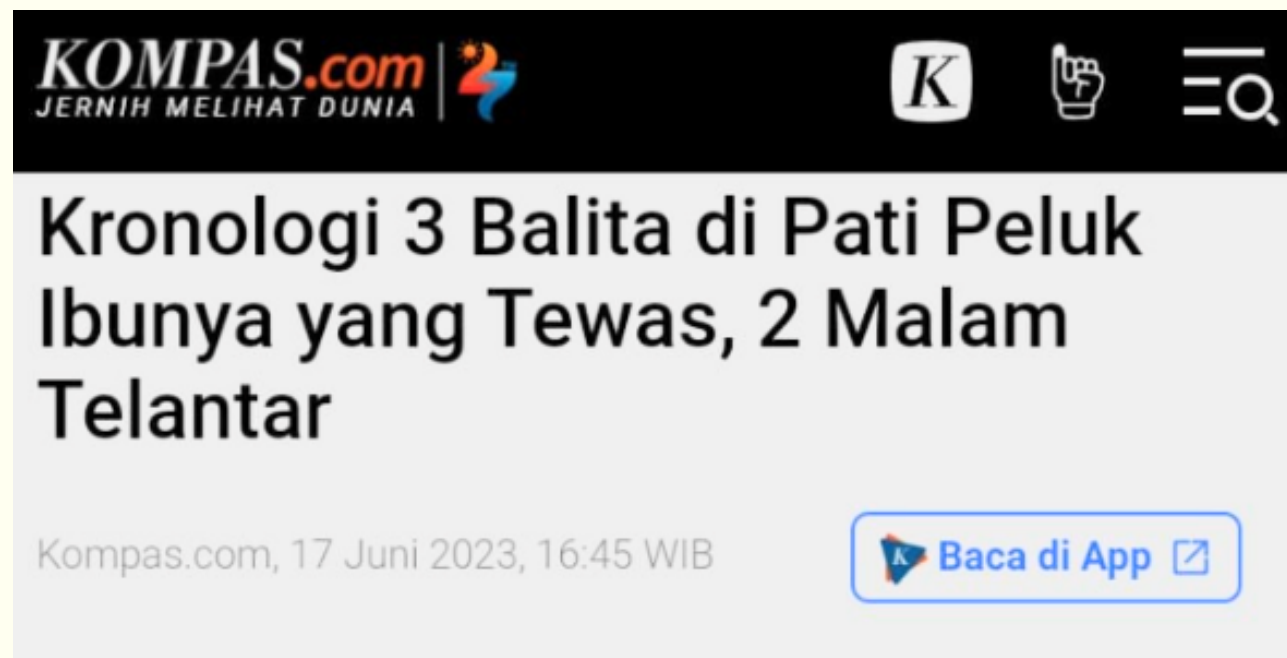 KOMPAS.com
JERNIH MELIHAT DUNIA
K
Kronologi 3 Balita di Pati Peluk
Ibunya yang Tewas, 2 Malam
Telantar
Kompas.com, 17 Juni 2023, 16:45 WIB
K Baca di App